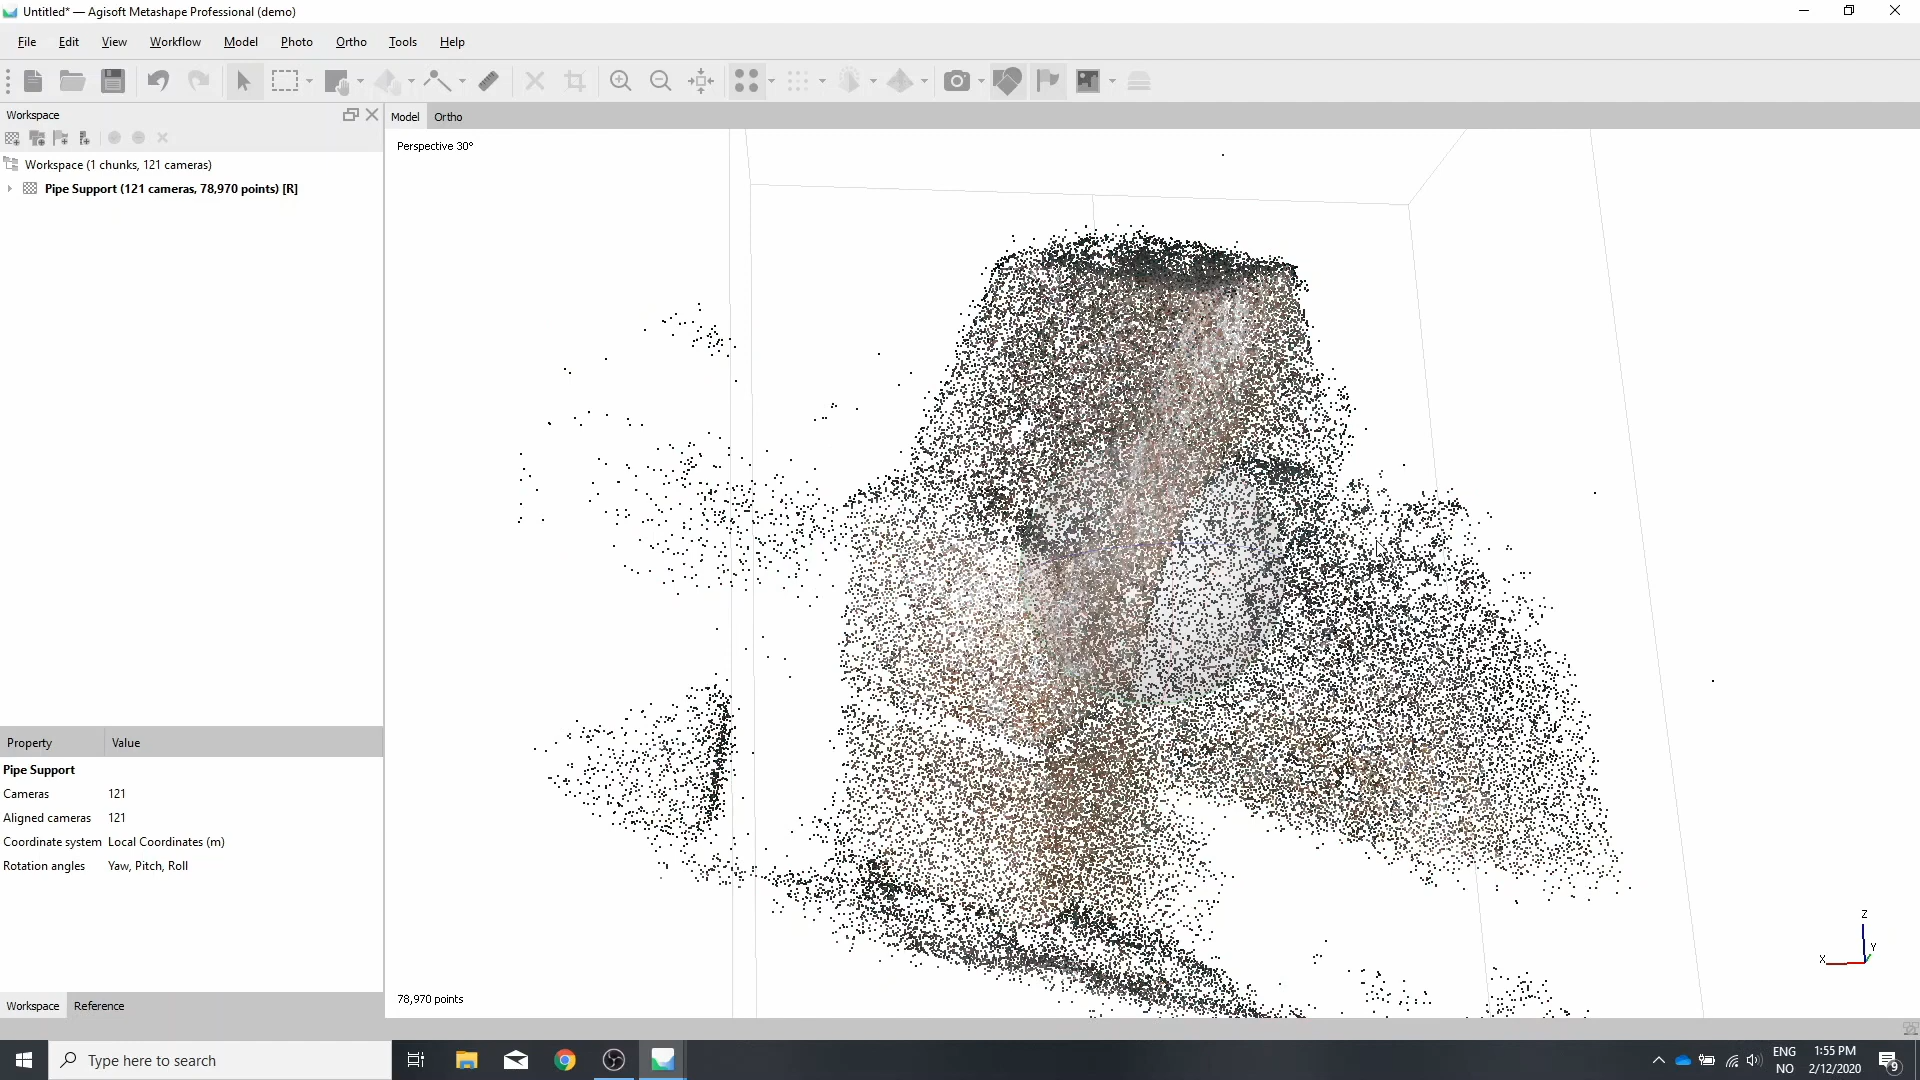 Untitled* — Agisoft Metashape Professional (demo)
File Edit View Workflow Model Photo Ortho Tools Help
Workspace
Model Ortho
Perspective 30°
Workspace (1 chunks, 121 cameras)
Pipe Support (121 cameras, 78,970 points) [R]
Property Value
Pipe Support
Cameras 121
Aligned cameras 121
Coordinate system Local Coordinates (m)
Rotation angles Yaw, Pitch, Roll
Z
Y
X
78,970 points
Workspace Reference
Type here to search
ENG
NO
1:55 PM
2/12/2020
9